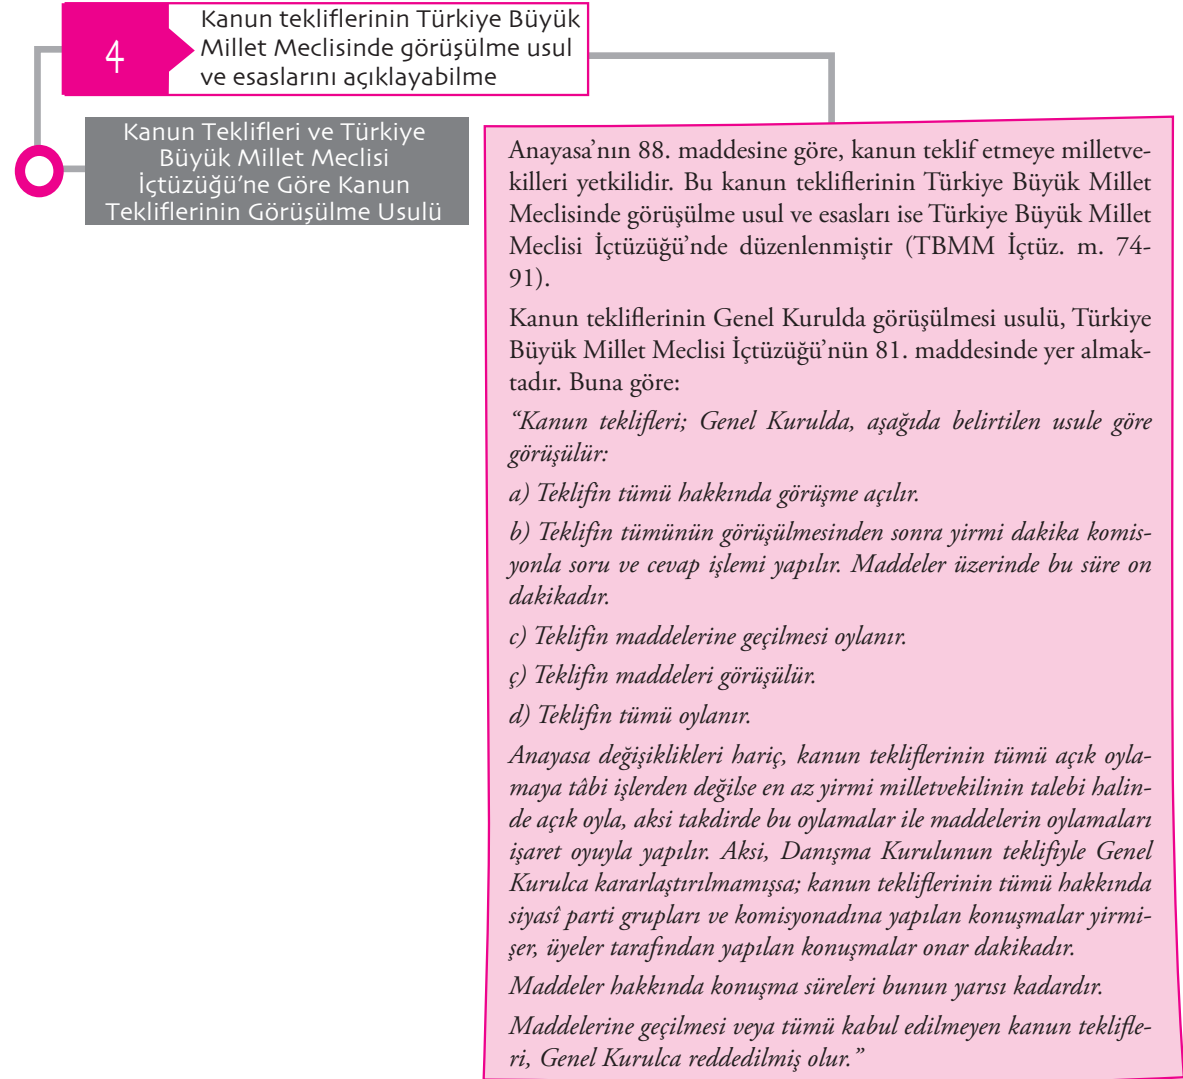 4
Kanun tekliflerinin Türkiye Büyük
Millet Meclisinde görüşülme usul
ve esaslarını açıklayabilme
Kanun Teklifleri ve Türkiye
Büyük Millet Meclisi
İçtüzüğü’ne Göre Kanun
Tekliflerinin Görüşülme Usulü
Anayasa’nın 88. maddesine göre, kanun teklif etmeye milletve-
killeri yetkilidir. Bu kanun tekliflerinin Türkiye Büyük Millet
Meclisinde görüşülme usul ve esasları ise Türkiye Büyük Millet
Meclisi İçtüzüğü’nde düzenlenmiştir (TBMM İçtüz. m. 74-
91).
Kanun tekliflerinin Genel Kurulda görüşülmesi usulü, Türkiye
Büyük Millet Meclisi İçtüzüğü’nün 81. maddesinde yer almak-
tadır. Buna göre:
“Kanun teklifleri; Genel Kurulda, aşağıda belirtilen usule göre
görüşülür:
a) Teklifin tümü hakkında görüşme açılır.
b) Teklifin tümünün görüşülmesinden sonra yirmi dakika komis-
yonla soru ve cevap işlemi yapılır. Maddeler üzerinde bu süre on
dakikadır.
c) Teklifin maddelerine geçilmesi oylanır.
ç) Teklifin maddeleri görüşülür.
d) Teklifin tümü oylanır.
Anayasa değişiklikleri hariç, kanun tekliflerinin tümü açık oyla-
maya tâbi işlerden değilse en az yirmi milletvekilinin talebi halin-
de açık oyla, aksi takdirde bu oylamalar ile maddelerin oylamaları
işaret oyuyla yapılır. Aksi, Danışma Kurulunun teklifiyle Genel
Kurulca kararlaştırılmamışsa; kanun tekliflerinin tümü hakkında
siyasî parti grupları ve komisyonadına yapılan konuşmalar yirmi-
şer, üyeler tarafından yapılan konuşmalar onar dakikadır.
Maddeler hakkında konuşma süreleri bunun yarısı kadardır.
Maddelerine geçilmesi veya tümü kabul edilmeyen kanun teklifle-
ri, Genel Kurulca reddedilmiş olur.”